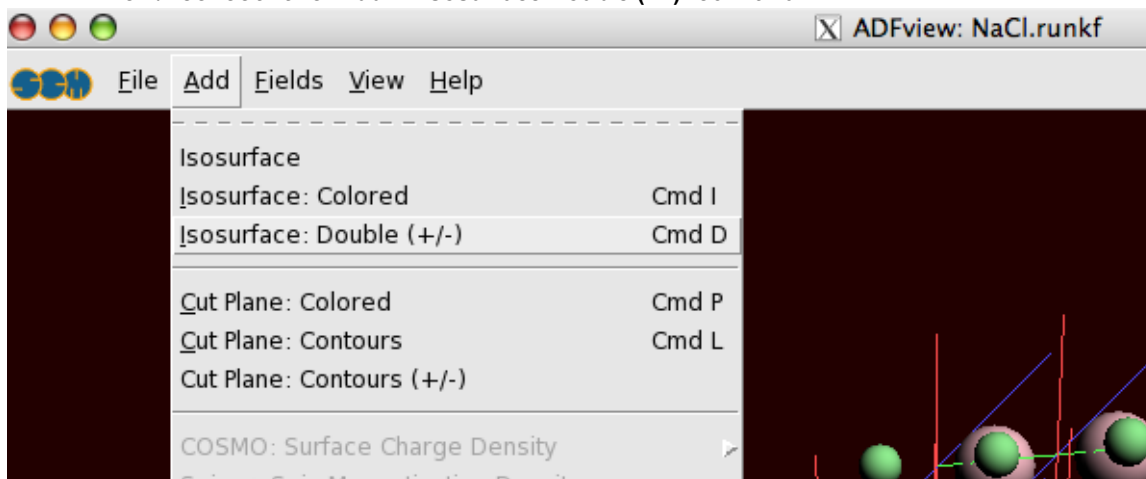 ADFview: NaCl.runkf
SCM File Add Fields View Help
Isosurface
Isosurface: Colored Cmd I
Isosurface: Double (+/-) Cmd D
Cut Plane: Colored Cmd P
Cut Plane: Contours Cmd L
Cut Plane: Contours (+/-)
COSMO: Surface Charge Density